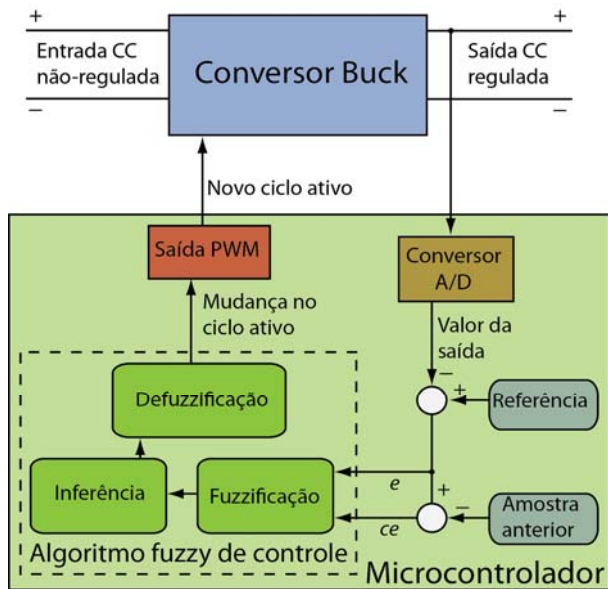 +
+
Entrada CC
não-regulada
Conversor Buck
Saída CC
regulada
−
−
Novo ciclo ativo
Saída PWM
Conversor
A/D
Mudança no
ciclo ativo
Valor da
saída
−
+
Referência
Defuzzificação
Inferência
Fuzzificação
e
ce
+
−
Amostra
anterior
Algoritmo fuzzy de controle
Microcontrolador